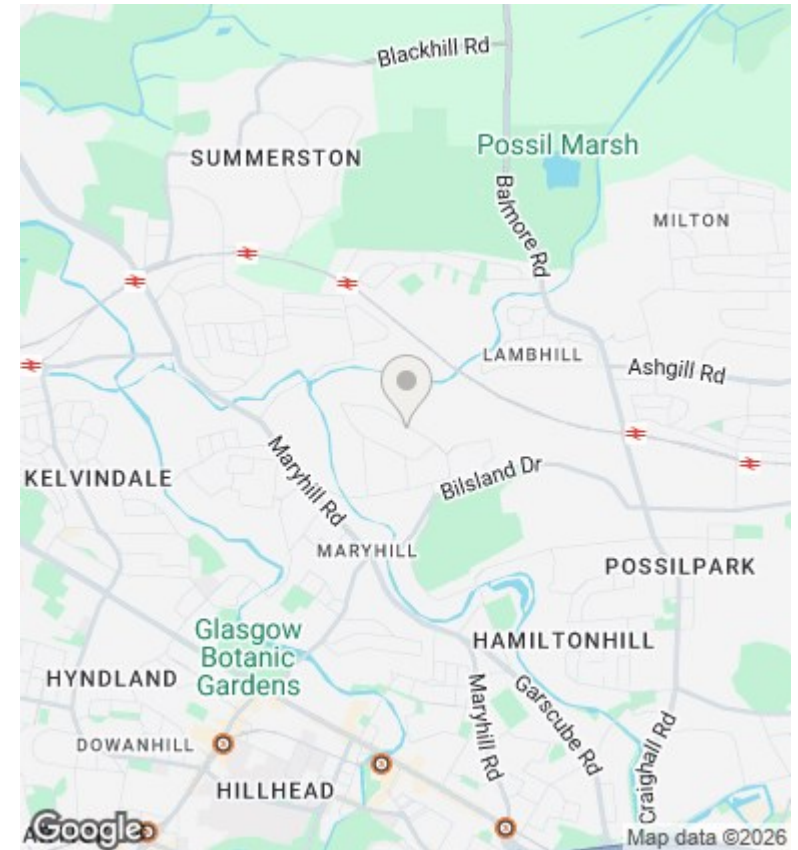 Blackhill Rd
SUMMERSTON
Possil Marsh
Balmore Rd
MILTON
LAMBHILL
Ashgill Rd
KELVINDALE
Maryhill Rd
Bilsland Dr
MARYHILL
POSSILPARK
Glasgow
Botanic
Gardens
HAMILTONHILL
HYNDLAND
Maryhill Rd
Garscube Rd
Craighall Rd
DOWANHILL
HILLHEAD
Google
Map data ©2026